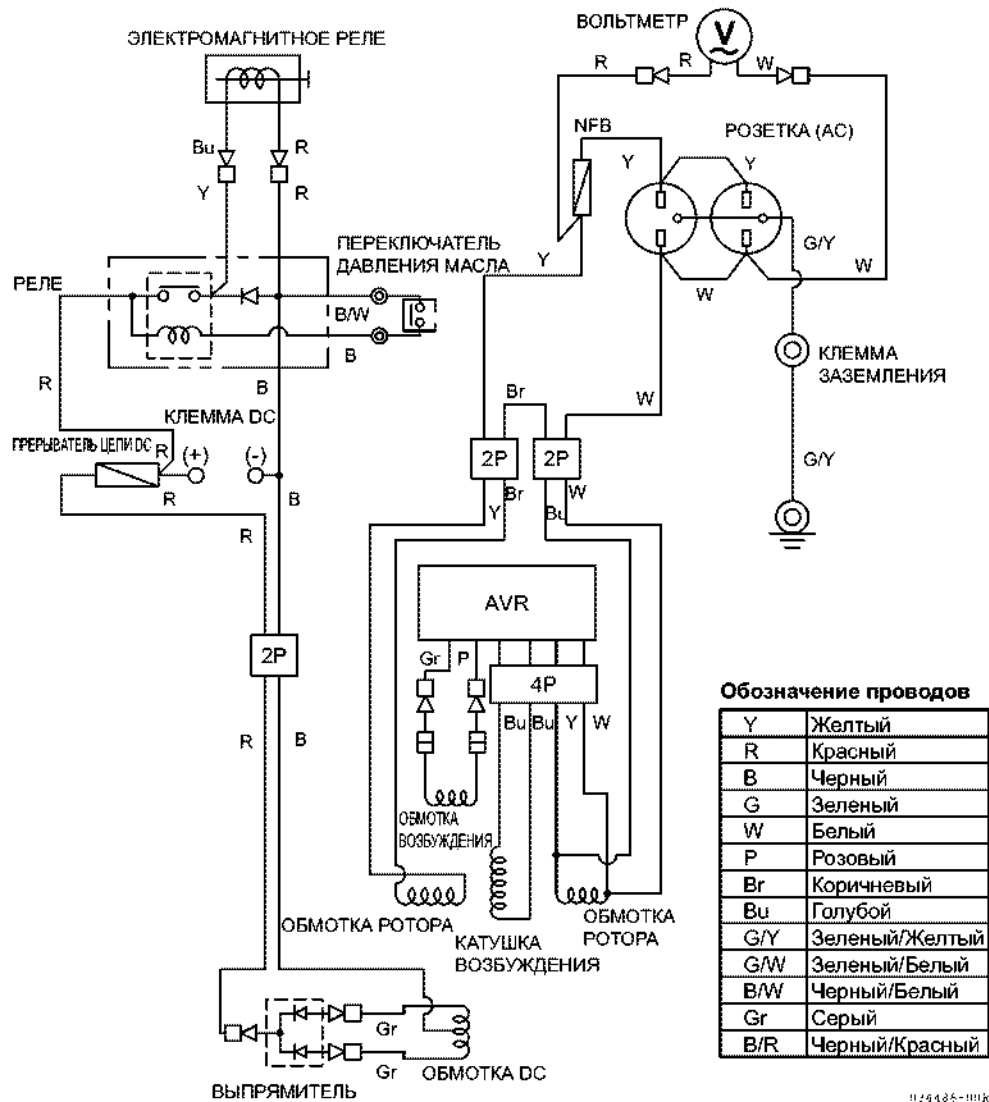 ЭЛЕКТРОМАГНИТНОЕ РЕЛЕ
ВОЛЬТМЕТР
V
R
R
W
NFB
РОЗЕТКА (AC)
Bu
R
Y
R
Y
Y
ПЕРЕКЛЮЧАТЕЛЬ
ДАВЛЕНИЯ МАСЛА
G/Y
РЕЛЕ
Y
W
W
B/W
B
КЛЕММА
ЗАЗЕМЛЕНИЯ
R
B
Br
W
КЛЕММА DC
ПРЕРЫВАТЕЛЬ ЦЕПИ DC
R
(+)
(-)
2P
2P
G/Y
R
B
Br
W
Y
Bu
R
AVR
2P
Gr
P
4P
Bu
Bu
Y
W
R
B
ОБМОТКА
ВОЗБУЖДЕНИЯ
ОБМОТКА РОТОРА
КАТУШКА
ВОЗБУЖДЕНИЯ
ОБМОТКА
РОТОРА
Gr
Gr
ОБМОТКА DC
ВЫПРЯМИТЕЛЬ
Обозначение проводов
Y Желтый
R Красный
B Черный
G Зеленый
W Белый
P Розовый
Br Коричневый
Bu Голубой
G/Y Зеленый/Желтый
G/W Зеленый/Белый
B/W Черный/Белый
Gr Серый
B/R Черный/Красный